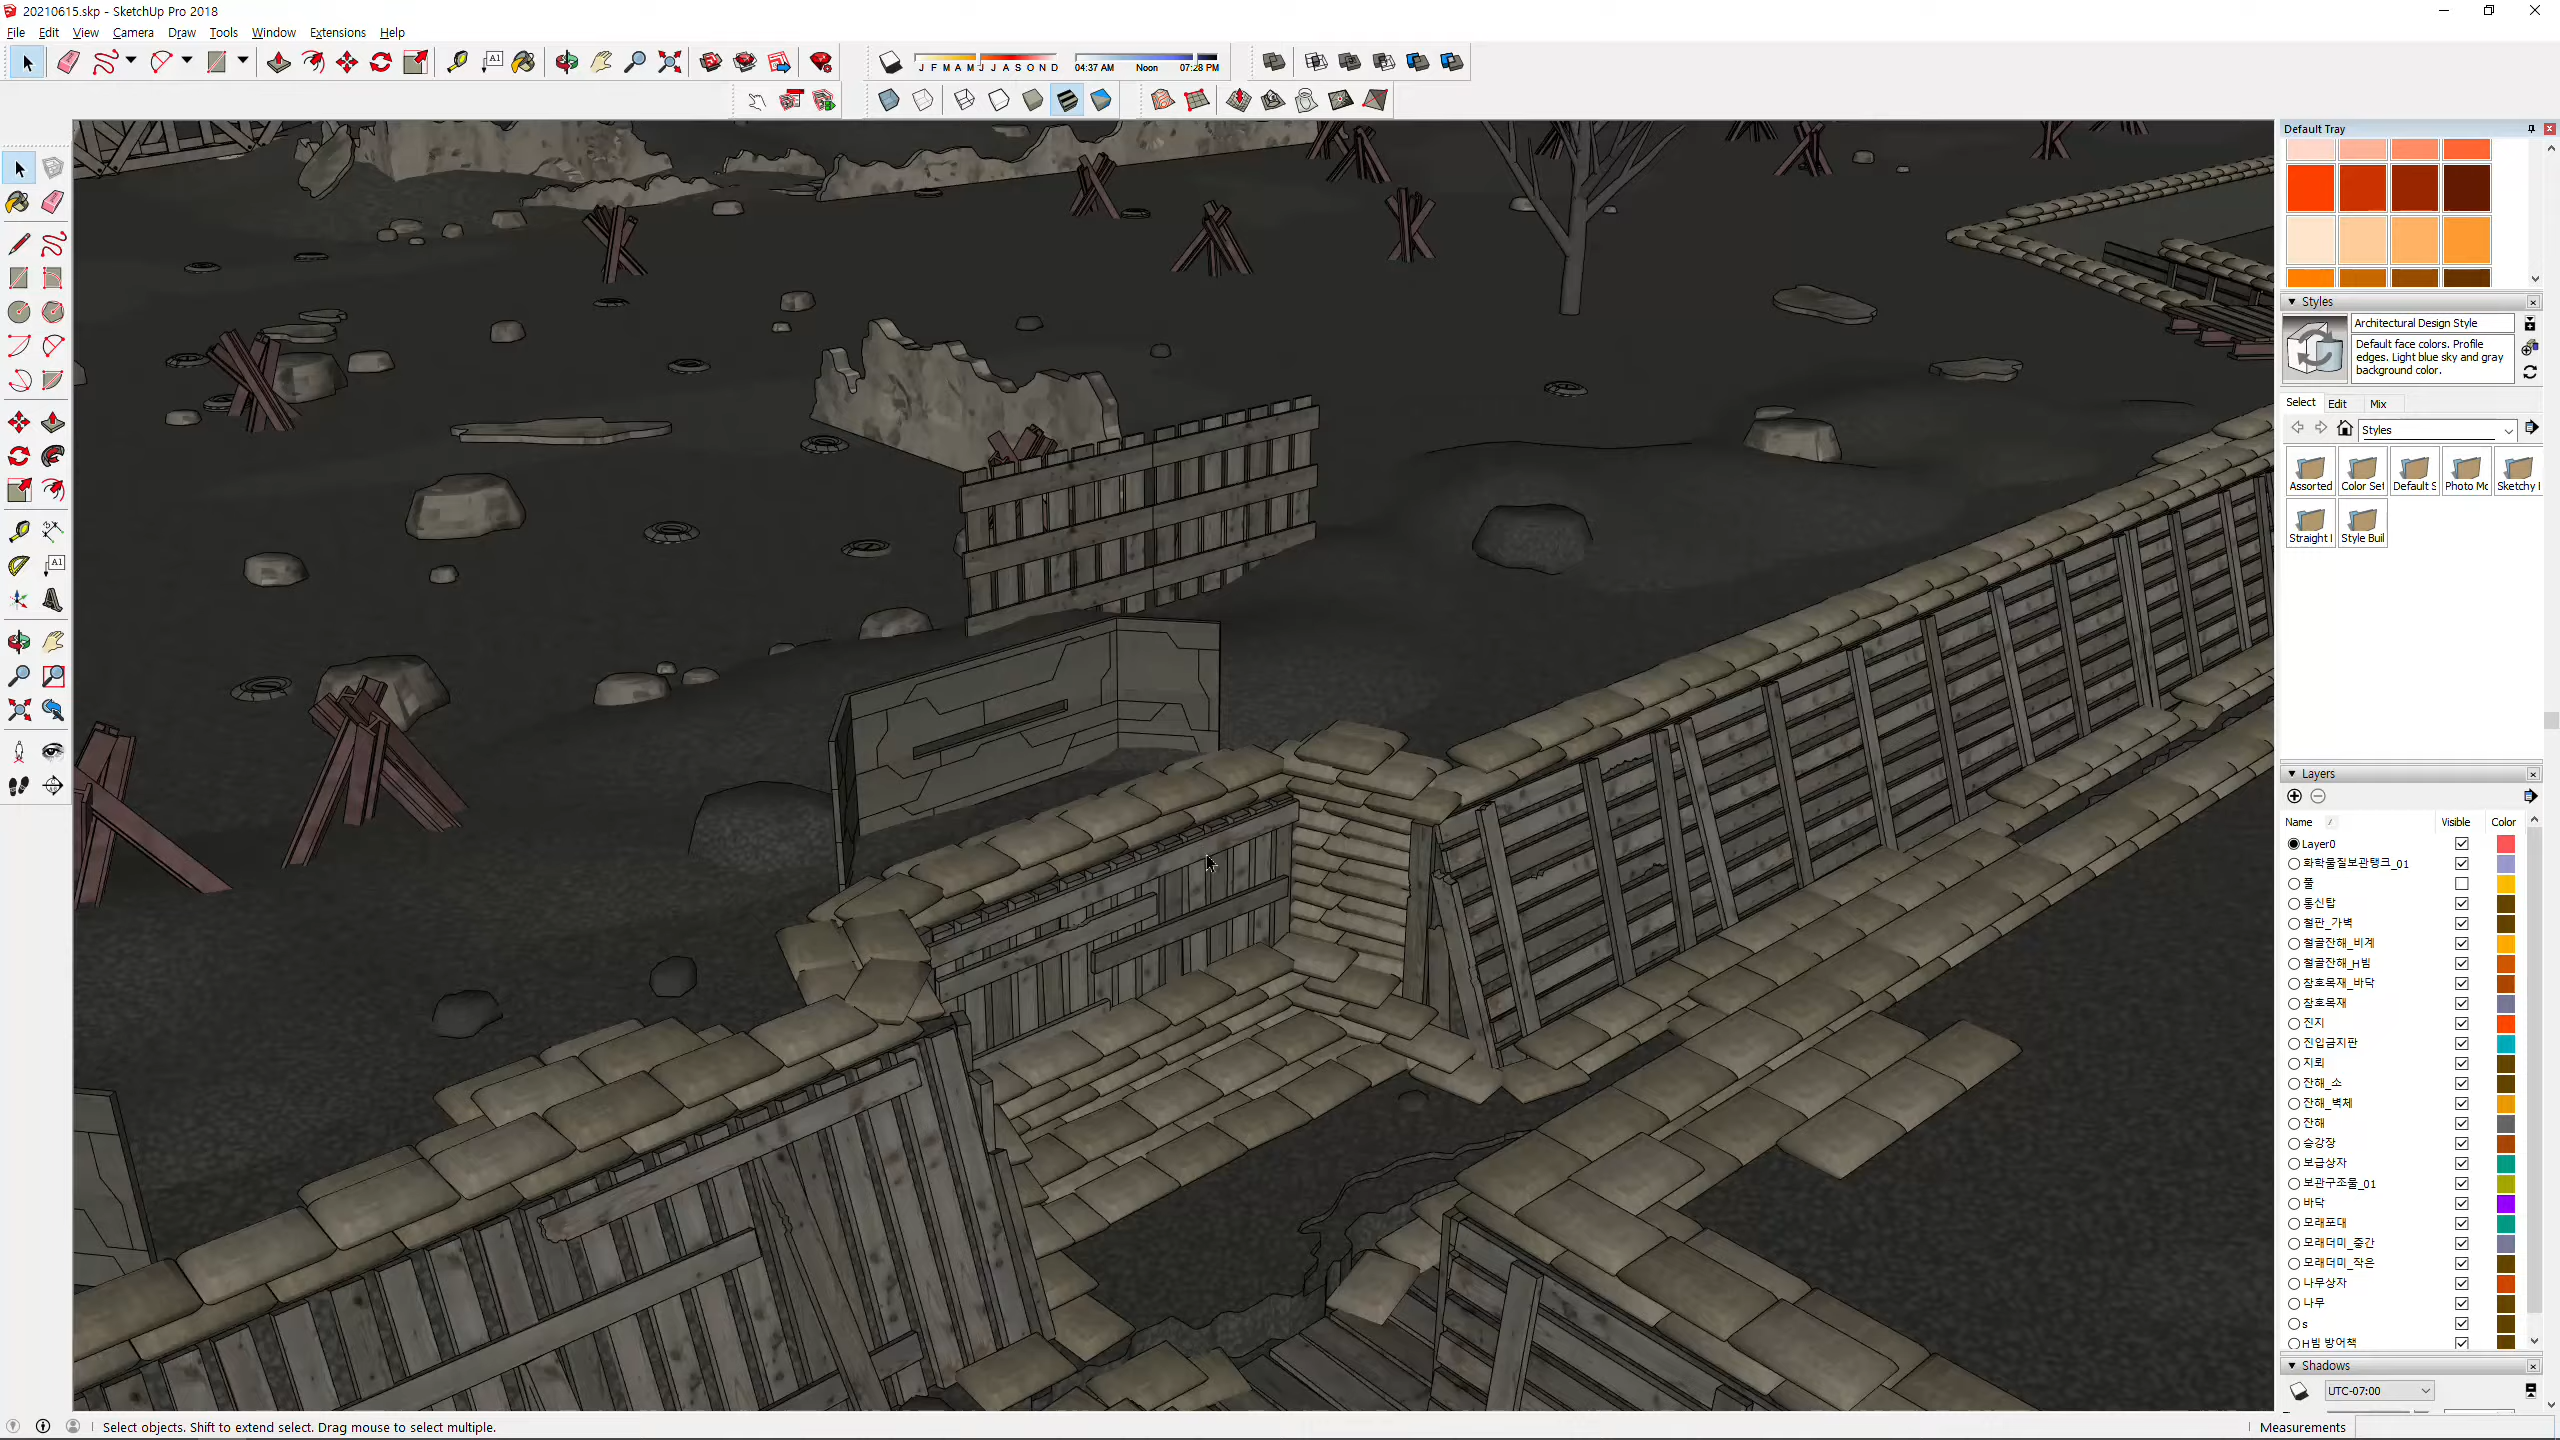 20210615.skp - SketchUp Pro 2018
File Edit View Camera Draw Tools Window Extensions Help
J F M A M J J A S O N D
04:37 AM Noon 07:28 PM
Default Tray
Styles
Architectural Design Style
Default face colors. Profile
edges. Light blue sky and gray
background color.
Select Edit Mix
Styles
Assorted Color Set Default S Photo Mo Sketchy
Straight Style Buil
Layers
Name Visible Color
Layer0
화학물질보관탱크_01
풀
통신탑
철판_가벽
철골잔해_비계
철골잔해_H빔
참호목재_바닥
참호목재
진지
진입금지판
지뢰
잔해_소
잔해_벽체
잔해
승강장
보급상자
보관구조물_01
바닥
모래포대
모래더미_중간
모래더미_작은
나무상자
나무
s
H빔 방어책
Shadows
UTC-07:00
Select objects. Shift to extend select. Drag mouse to select multiple.
Measurements